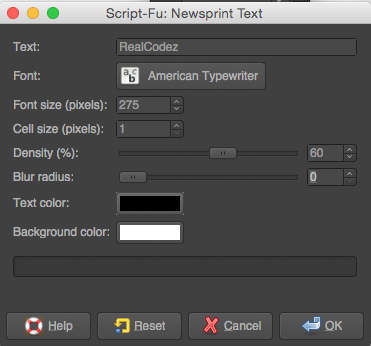 Script-Fu: Newsprint Text
Text: RealCodez
Font: a,c b American Typewriter
Font size (pixels): 275
Cell size (pixels): 1
Density (%): 60
Blur radius: 0
Text color:
Background color:
Help Reset Cancel OK